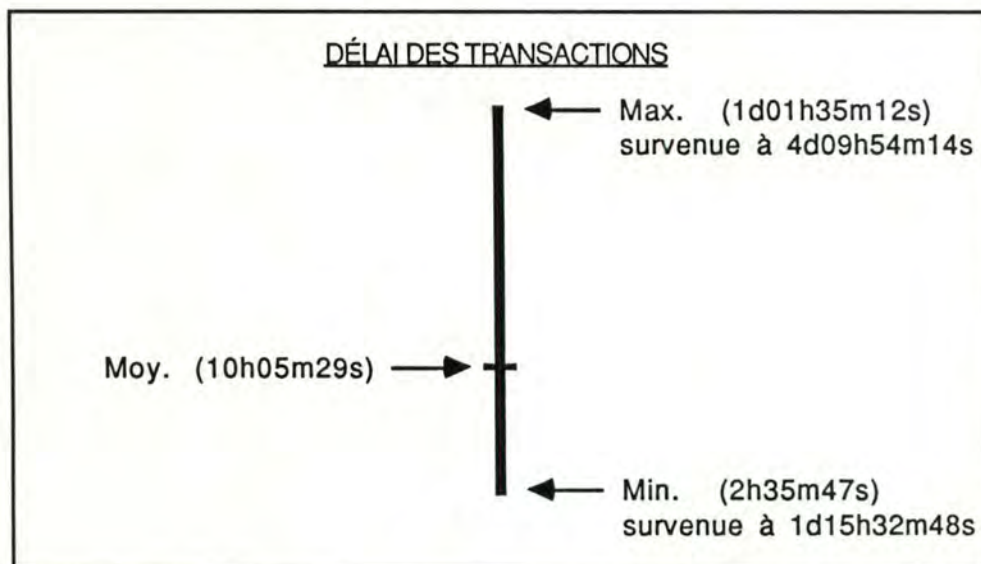 DÉLAI DES TRANSACTIONS
Max. (1d01h35m12s)
survenue à 4d09h54m14s
Moy. (10h05m29s)
Min. (2h35m47s)
survenue à 1d15h32m48s